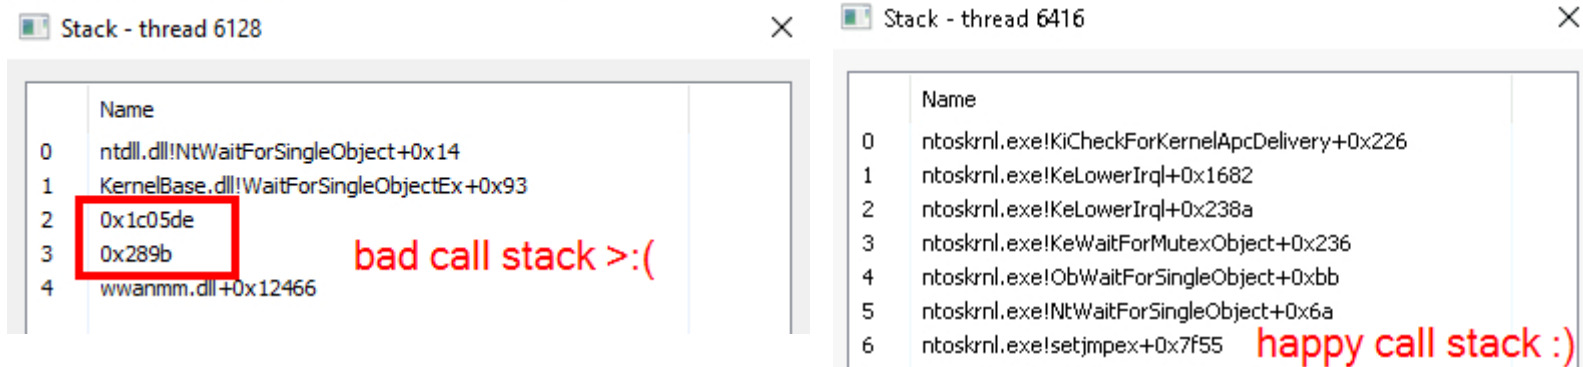 Stack - thread 6128
Name
0 ntdll.dll!NtWaitForSingleObject+0x14
1 KernelBase.dll!WaitForSingleObjectEx+0x93
2 0x1c05de
3 0x289b
4 wwanmm.dll+0x12466
bad call stack >:(
Stack - thread 6416
Name
0 ntoskrnl.exe!KiCheckForKernelApcDelivery+0x226
1 ntoskrnl.exe!KeLowerIrql+0x1682
2 ntoskrnl.exe!KeLowerIrql+0x238a
3 ntoskrnl.exe!KeWaitForMutexObject+0x236
4 ntoskrnl.exe!ObWaitForSingleObject+0xbb
5 ntoskrnl.exe!NtWaitForSingleObject+0x6a
6 ntoskrnl.exe!setjmpex+0x7f55
happy call stack :)